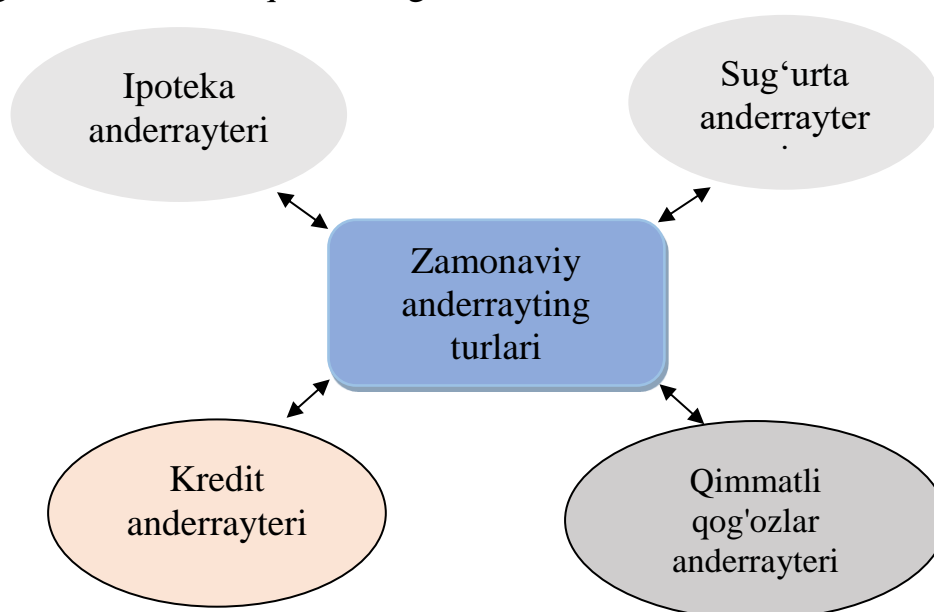 Ipoteka
anderrayteri
Sug‘urta
anderrayter
Zamonaviy
anderrayting
turlari
Kredit
anderrayteri
Qimmatli
qog'ozlar
anderrayteri